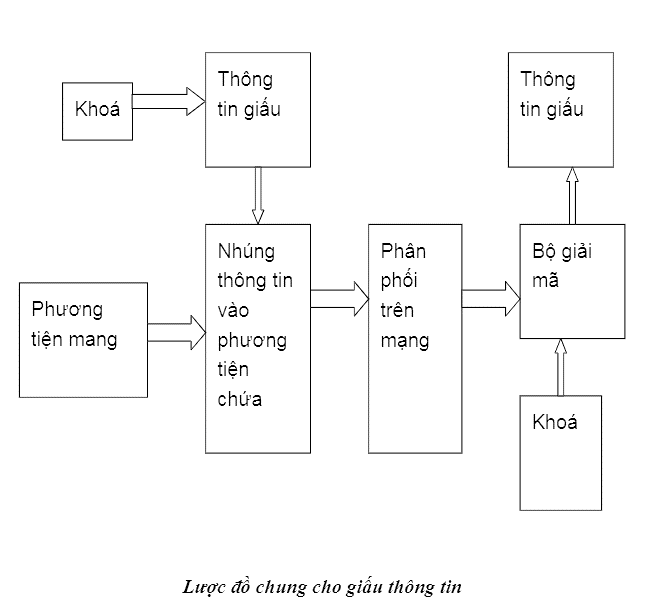 Khoá
Thông
tin giấu
Thông
tin giấu
Phương
tiện mang
Nhúng
thông tin
vào
phương
tiện
chứa
Phân
phối
trên
mạng
Bộ giải
mã
Khoá
Lược đồ chung cho giấu thông tin